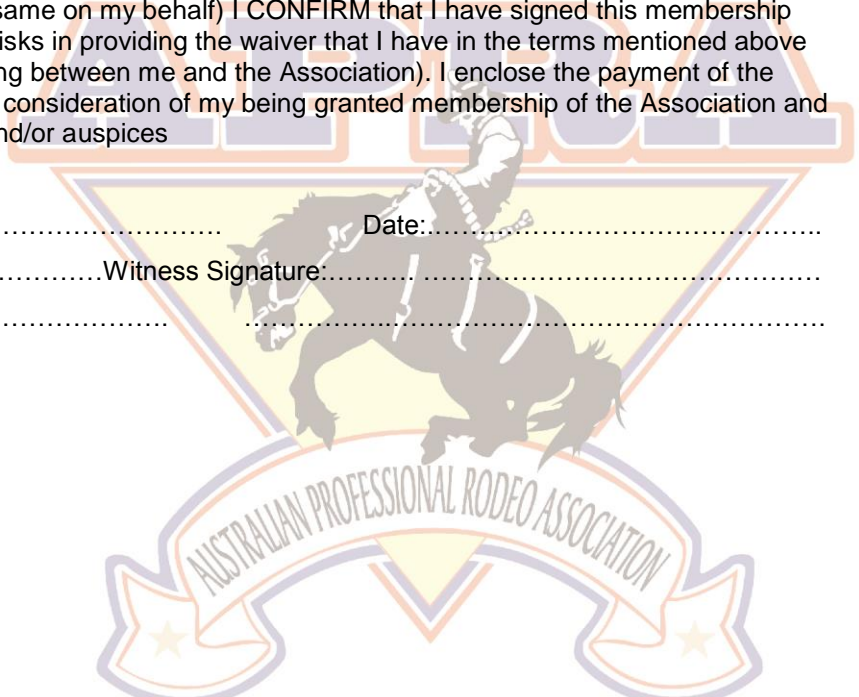 same on my behalf) I CONFIRM that I have signed this membership
isks in providing the waiver that I have in the terms mentioned above
ng between me and the Association). I enclose the payment of the
consideration of my being granted membership of the Association and
nd/or auspices
APRA
........................... Date:..............................................
............Witness Signature:.......... ..............................................
.................... ....................................................................
AUSTRALIAN PROFESSIONAL RODEO ASSOCIATION